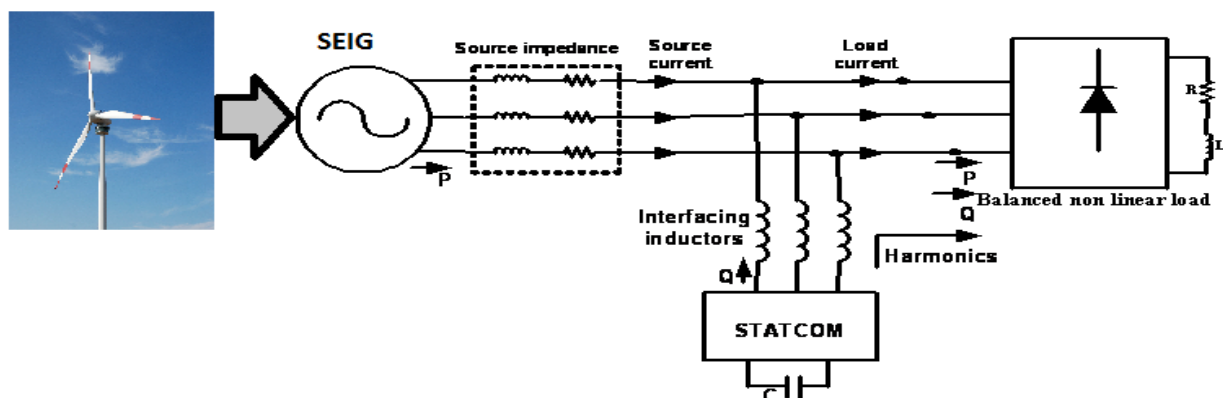 SEIG
Source impedance
Source
current
Load
current
P
R
L
P
Q
Balanced non linear load
Interfacing
inductors
Q
Harmonics
STATCOM
C